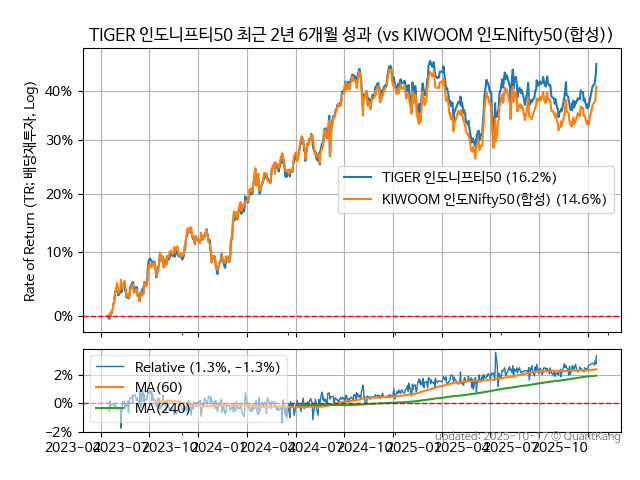 TIGER 인도니프티50 최근 2년 6개월 성과 (vs KIWOOM 인도Nifty50(합성))
Rate of Return (TR: 배당재투자, Log)
40%
30%
20%
10%
0%
TIGER 인도니프티50 (16.2%)
KIWOOM 인도Nifty50(합성) (14.6%)
2%
0%
−2%
Relative (1.3%, −1.3%)
MA(60)
MA(240)
2023-04
2023-07
2023-10
2024-01
2024-04
2024-07
2024-10
2025-01
2025-04
2025-07
2025-10
updated: 2025-10-17 © QuantKang